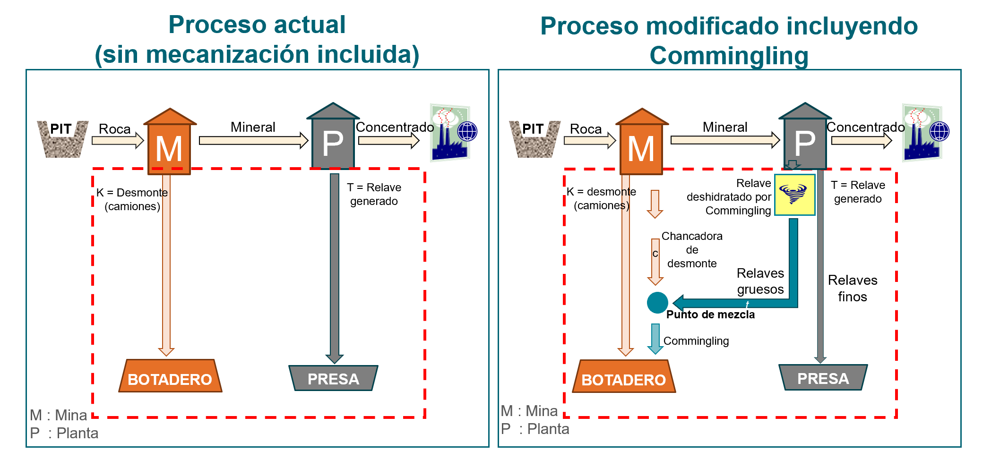 Proceso actual
(sin mecanización incluida)
PIT
Roca
M
Mineral
P
Concentrado
K = Desmonte
(camiones)
T = Relave
generado
BOTADERO
PRESA
M : Mina
P : Planta
Proceso modificado incluyendo
Commingling
PIT
Roca
M
Mineral
P
Concentrado
K = desmonte
(camiones)
Relave
deshidratado por
Commingling
T = Relave
generado
Chancadora
de
desmonte
c
Relaves
gruesos
Relaves
finos
t
Punto de mezcla
Commingling
BOTADERO
PRESA
M : Mina
P : Planta